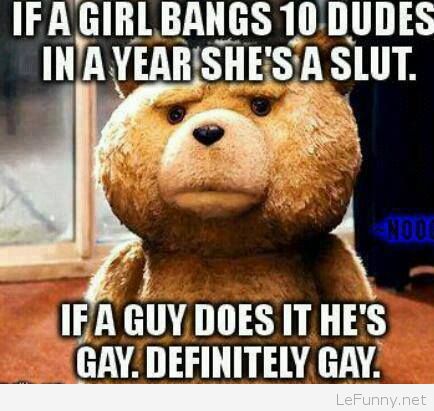 IF A GIRL BANGS 10 DUDES
IN A YEAR SHE'S A SLUT.
IF A GUY DOES IT HE'S
GAY. DEFINITELY GAY.
LeFunny.net